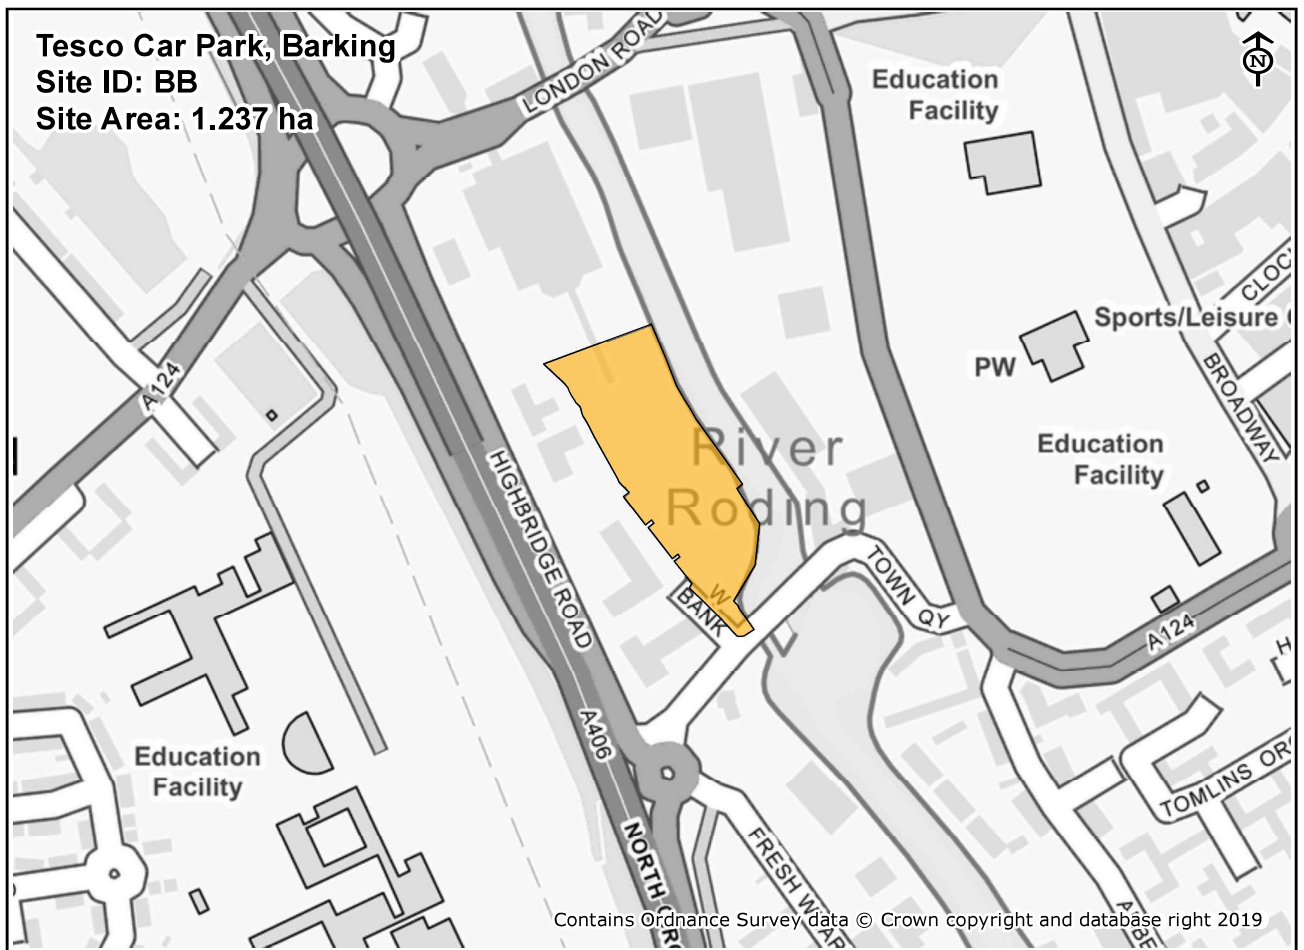 Tesco Car Park, Barking
Site ID: BB
Site Area: 1.237 ha
N
LONDON ROAD
Education
Facility
CLOC
Sports/Leisure
PW
BROADWAY
A124
Education
Facility
River
Roding
HIGHBRIDGE ROAD
TOWN QY
W
BANK
A124
A406
Education
Facility
TOMLINS OR
NORTH
FRESH
Contains Ordnance Survey data © Crown copyright and database right 2019